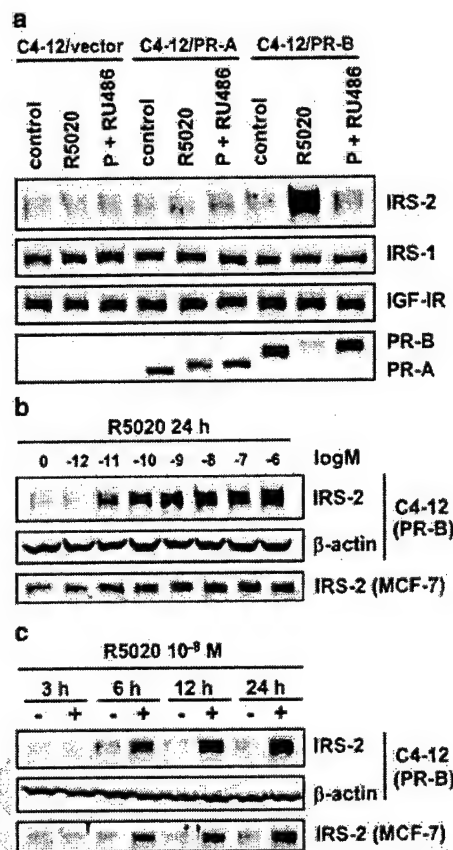 a
C4-12/vector C4-12/PR-A C4-12/PR-B
control R5020 P + RU486 control R5020 P + RU486 control R5020 P + RU486
IRS-2
IRS-1
IGF-IR
PR-B
PR-A
b
R5020 24 h
0 -12 -11 -10 -9 -8 -7 -6 logM
IRS-2
C4-12
(PR-B)
β-actin
IRS-2 (MCF-7)
c
R5020 10⁻⁹ M
3 h 6 h 12 h 24 h
- + - + - + - +
IRS-2
C4-12
(PR-B)
β-actin
IRS-2 (MCF-7)